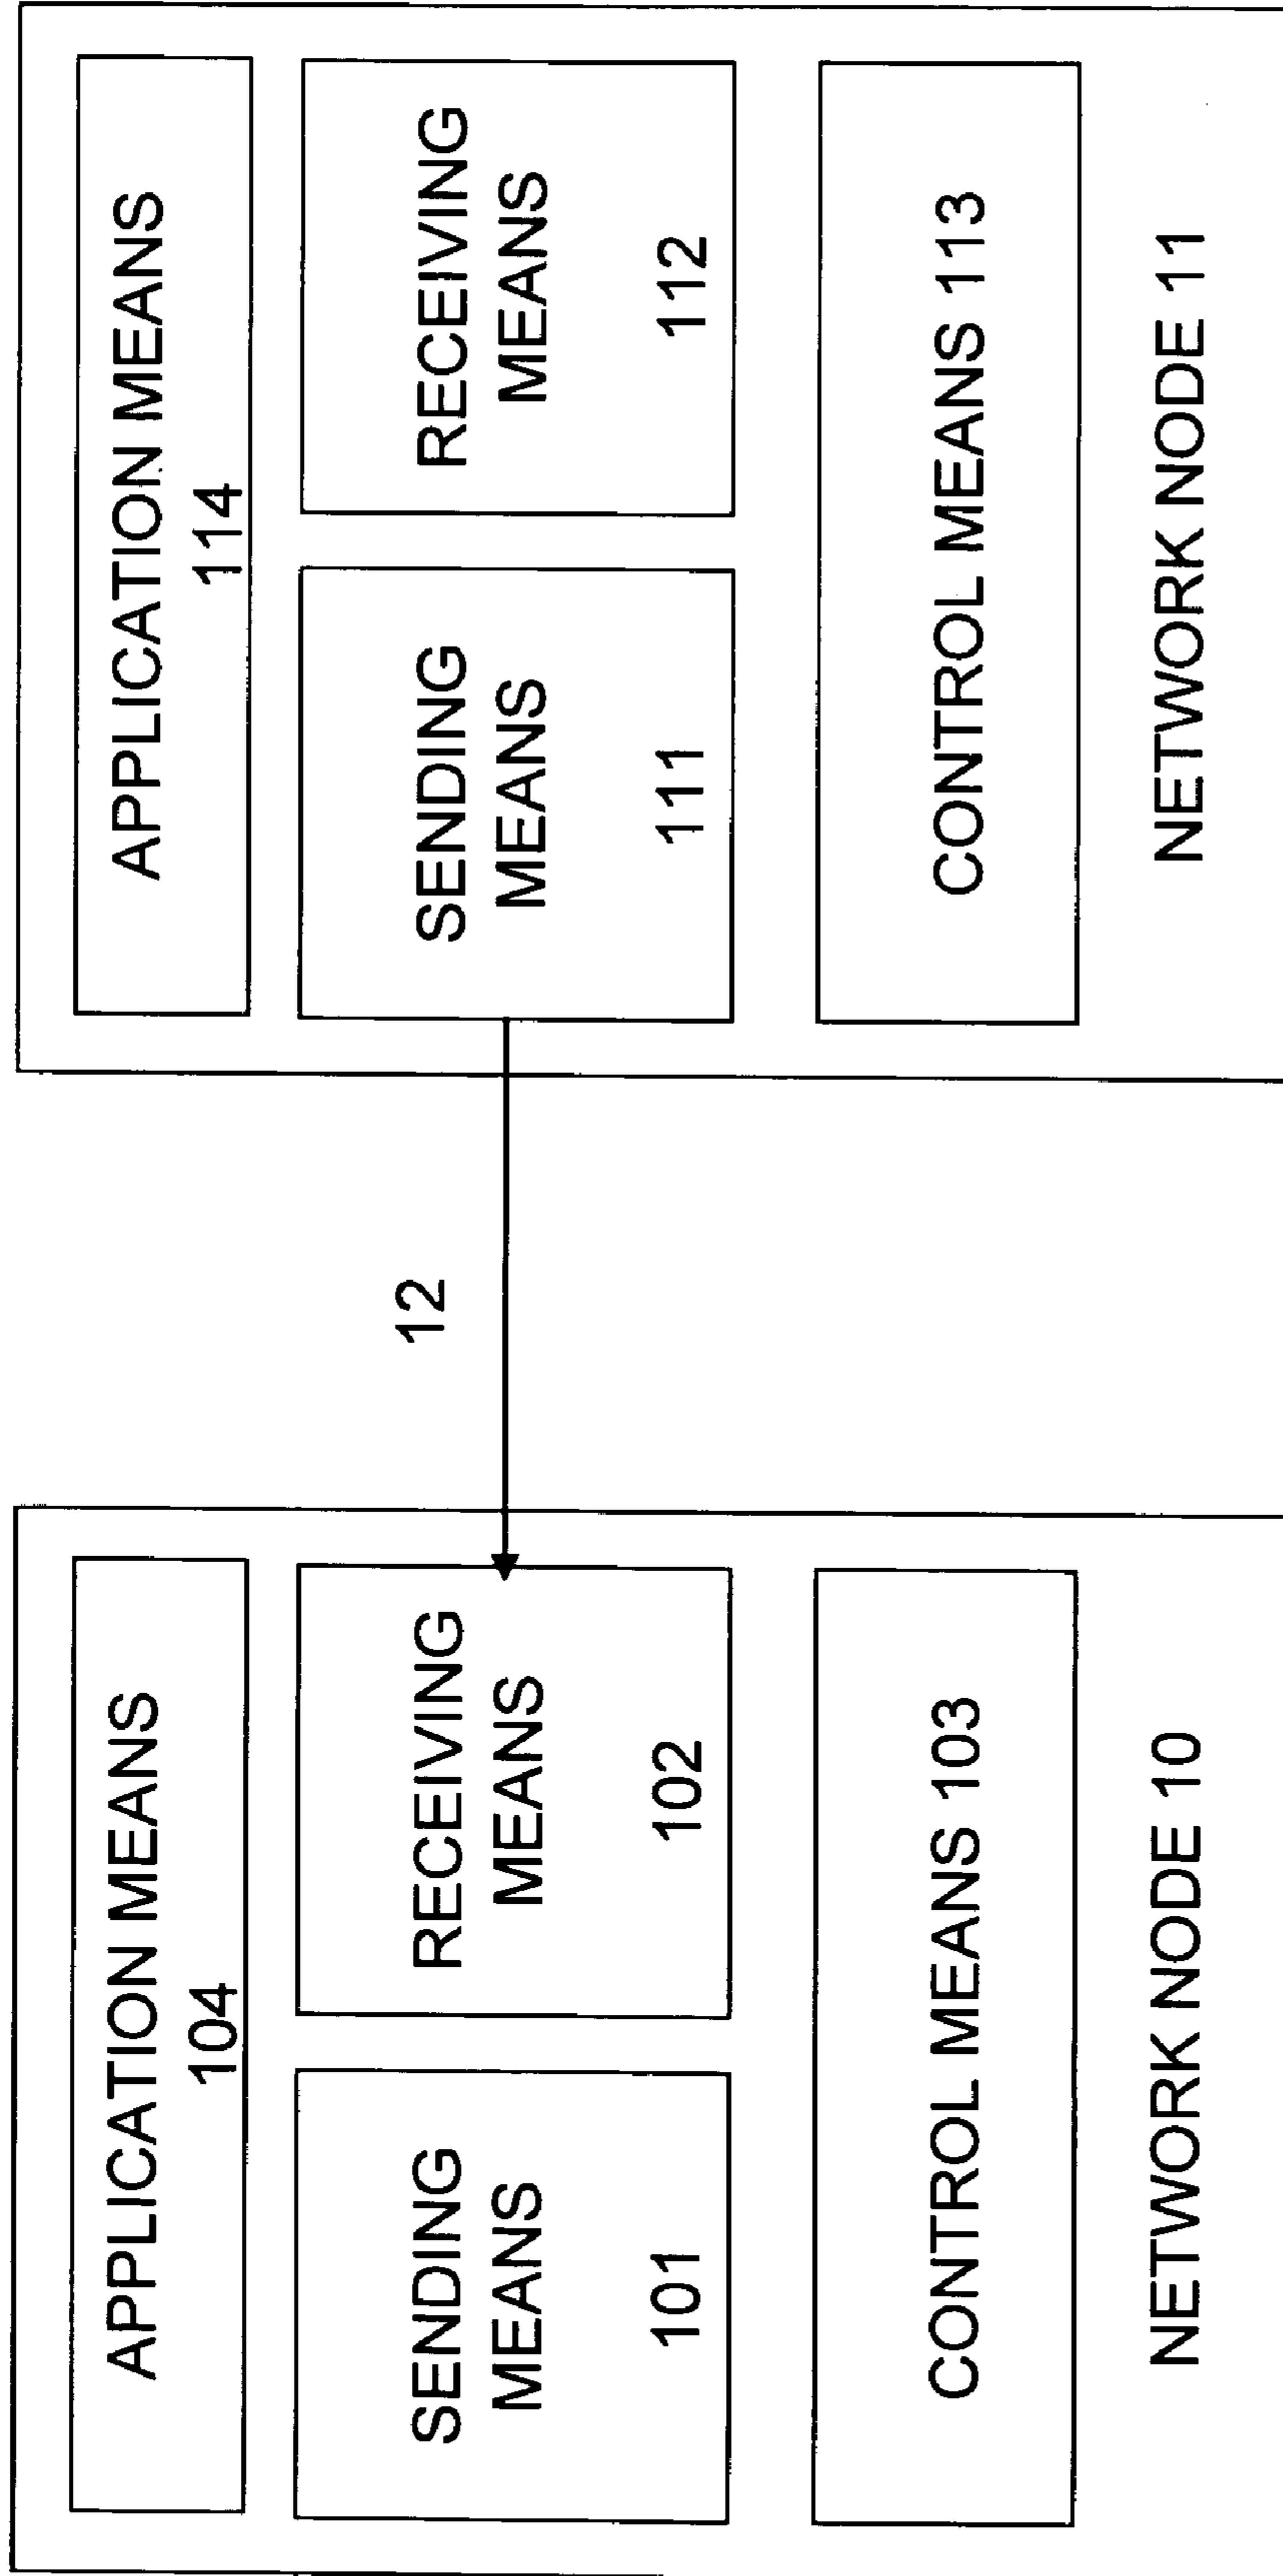 APPLICATION MEANS
104
SENDING
MEANS
101
RECEIVING
MEANS
102
CONTROL MEANS 103
NETWORK NODE 10
12
APPLICATION MEANS
114
SENDING
MEANS
111
RECEIVING
MEANS
112
CONTROL MEANS 113
NETWORK NODE 11